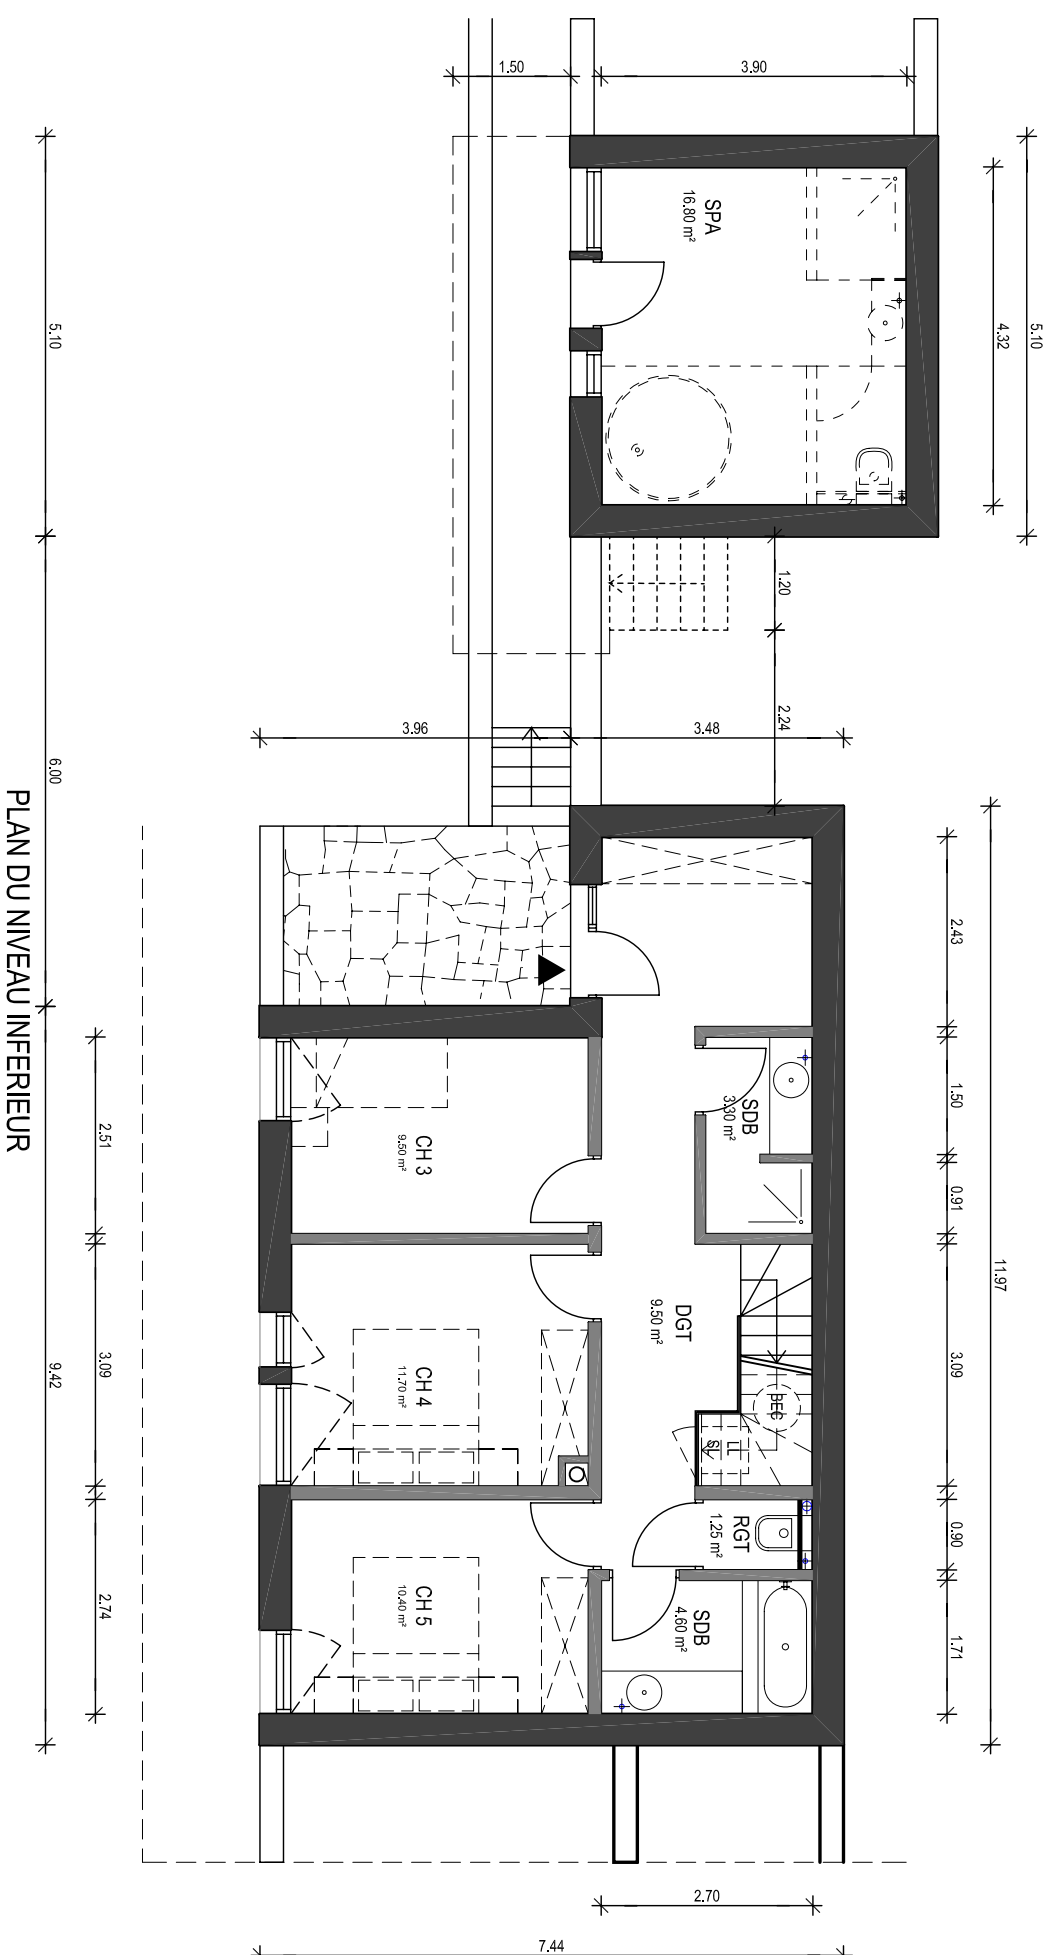 1.50
3.90
5.10
4.32
SPA
16.80 m²
5.10
1.20
2.24
3.96
3.48
6.00
2.43
1.50
0.91
11.97
3.09
0.90
1.71
SDB
3.30 m²
CH 3
9.50 m²
2.51
DGT
9.50 m²
BEC
LL
SL
CH 4
11.70 m²
3.09
9.42
RGT
1.25 m²
CH 5
10.40 m²
2.74
SDB
4.60 m²
2.70
7.44
PLAN DU NIVEAU INFERIEUR